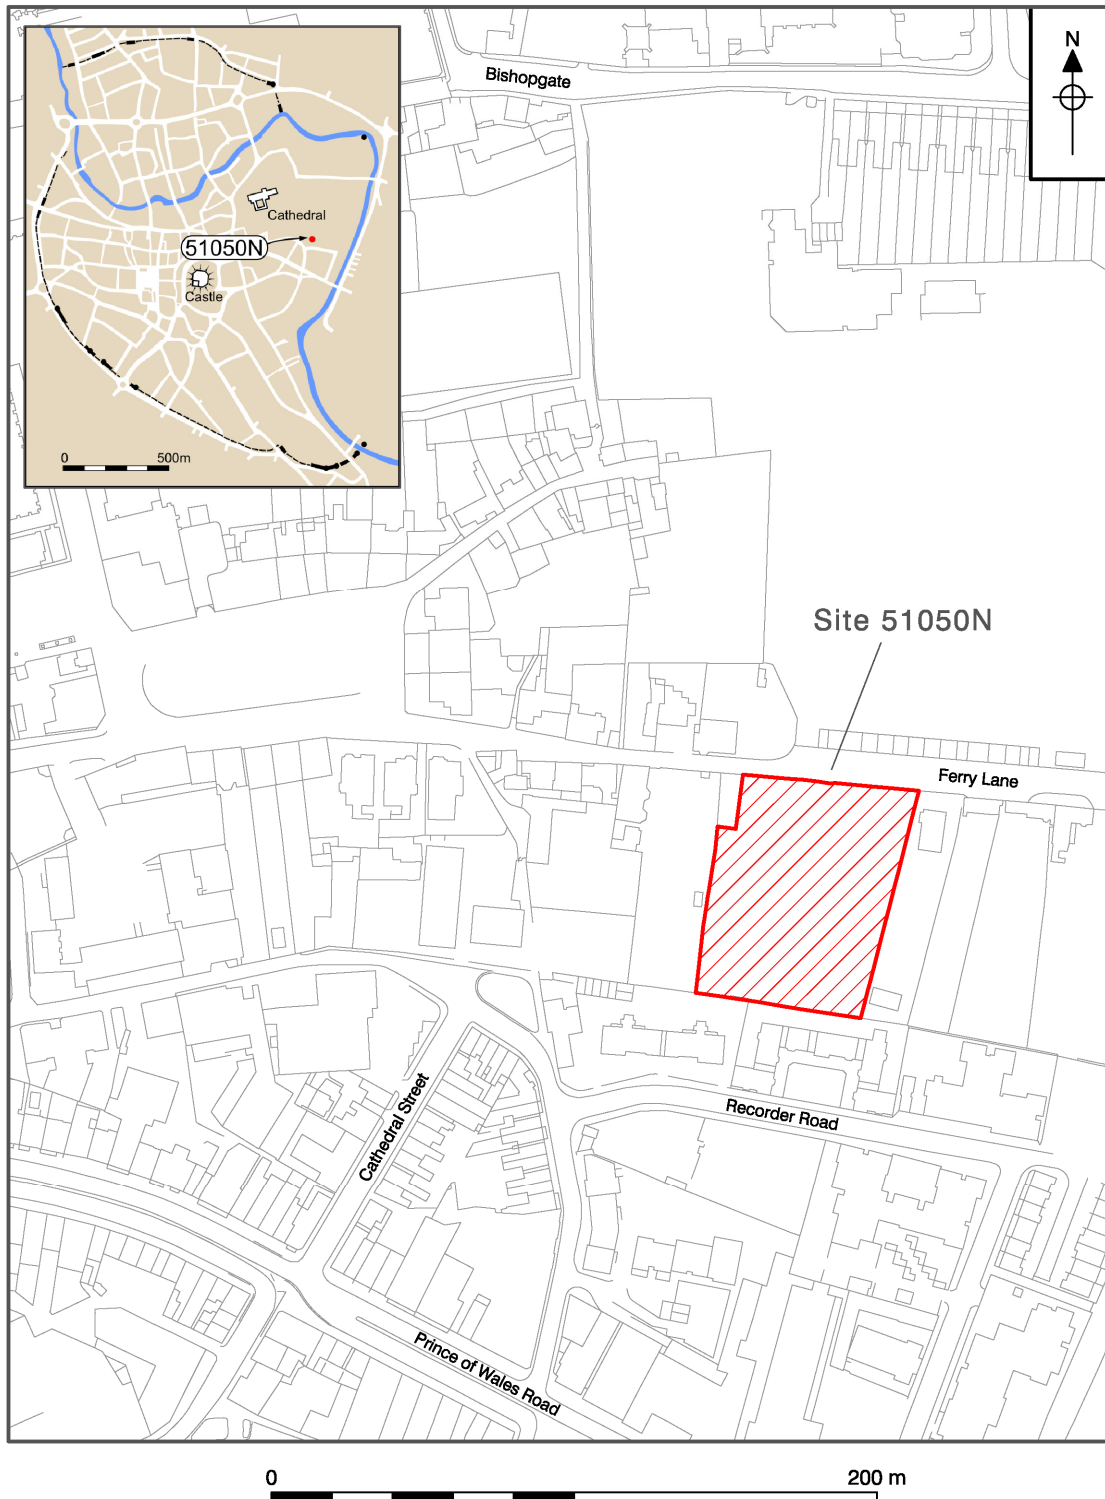 Bishopgate
N
Cathedral
51050N
Castle
0 500m
Site 51050N
Ferry Lane
Cathedral Street
Recorder Road
Prince of Wales Road
0 200 m